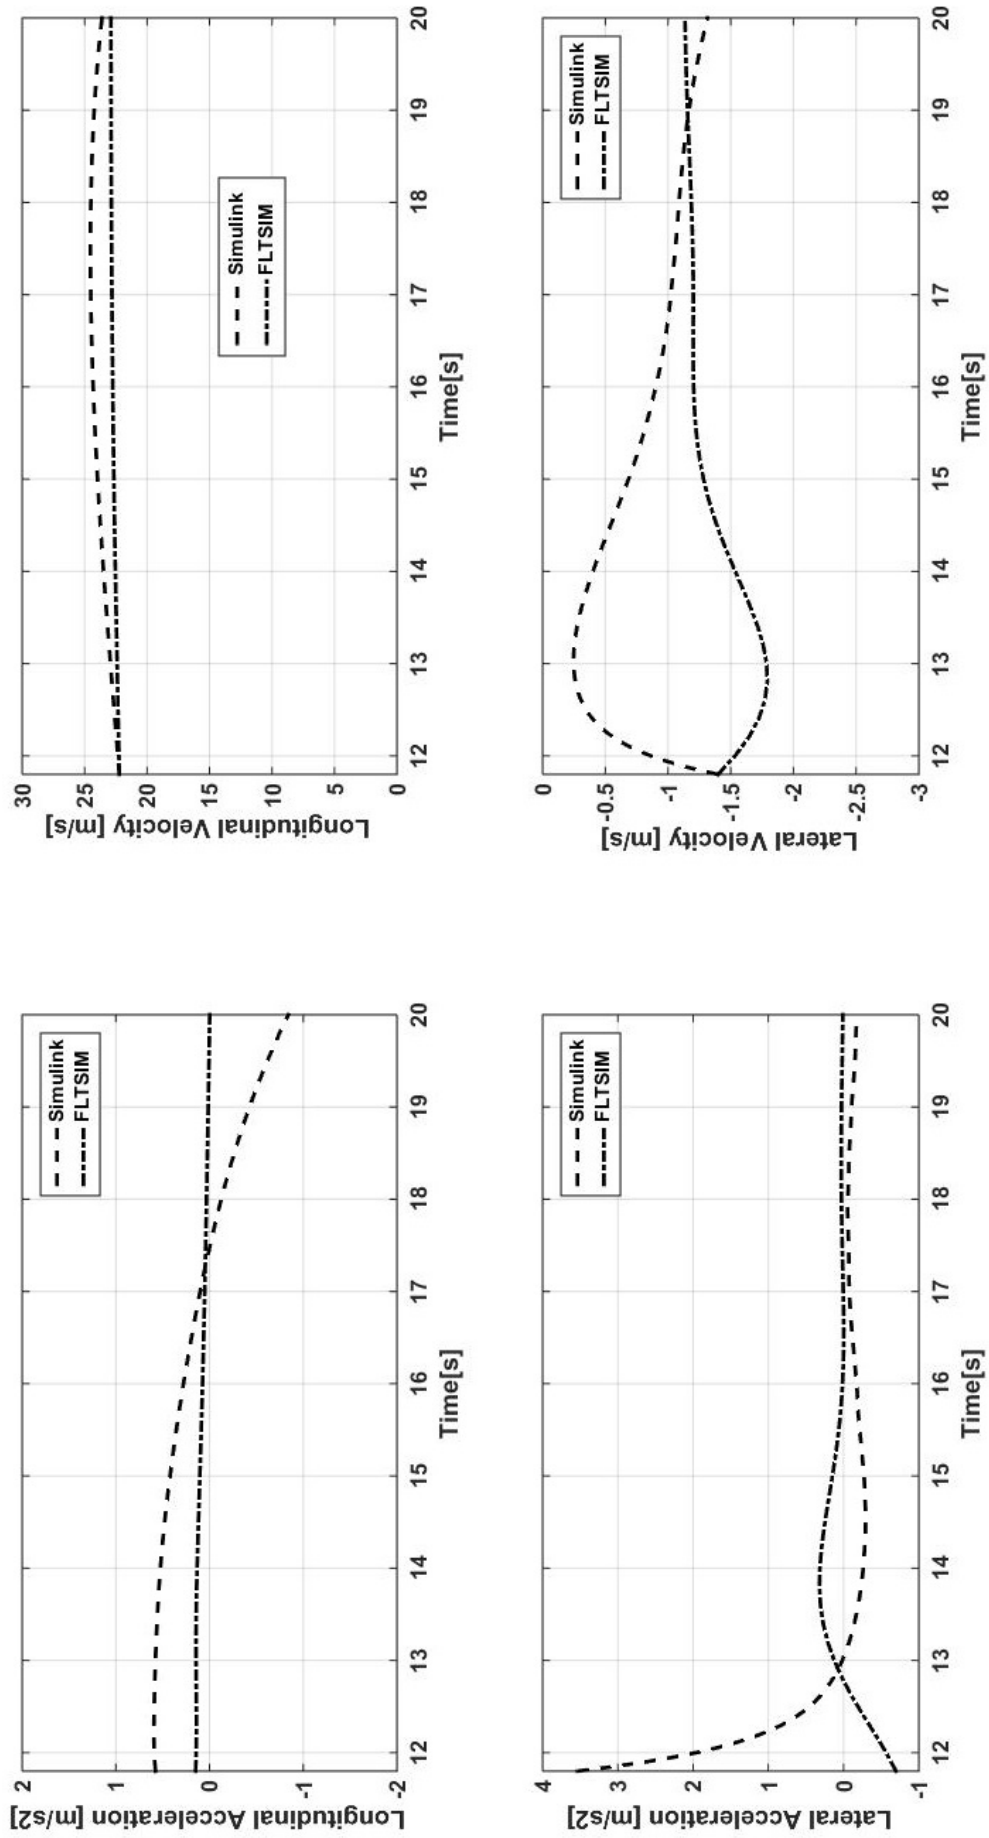 Longitudinal Acceleration [m/s2]
2
1
0
-1
-2
Simulink
FLTSIM
12 13 14 15 16 17 18 19 20
Time[s]
Longitudinal Velocity [m/s]
30
25
20
15
10
5
0
Simulink
FLTSIM
12 13 14 15 16 17 18 19 20
Time[s]
Lateral Acceleration [m/s2]
4
3
2
1
0
-1
Simulink
FLTSIM
12 13 14 15 16 17 18 19 20
Time[s]
Lateral Velocity [m/s]
0
-0.5
-1
-1.5
-2
-2.5
-3
Simulink
FLTSIM
12 13 14 15 16 17 18 19 20
Time[s]